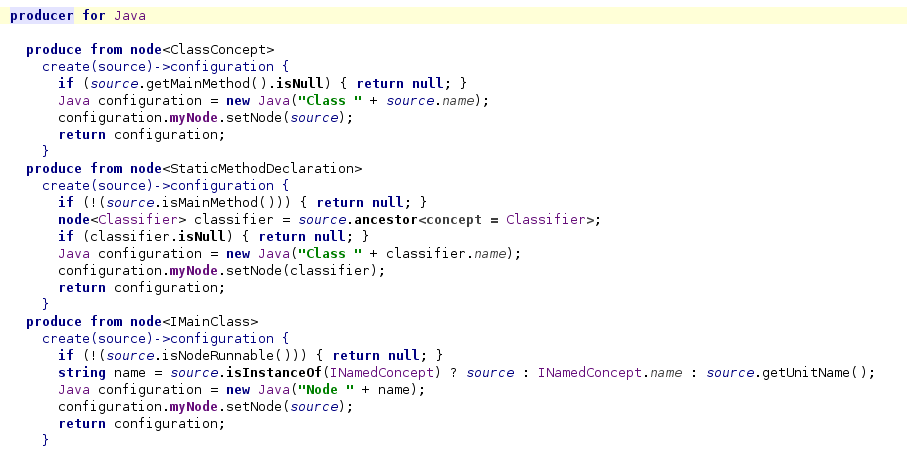 producer for Java
produce from node<ClassConcept>
create(source)->configuration {
if (source.getMainMethod().isNull) { return null; }
Java configuration = new Java("Class " + source.name);
configuration.myNode.setNode(source);
return configuration;
}
produce from node<StaticMethodDeclaration>
create(source)->configuration {
if (!(source.isMainMethod())) { return null; }
node<Classifier> classifier = source.ancestor<concept = Classifier>;
if (classifier.isNull) { return null; }
Java configuration = new Java("Class " + classifier.name);
configuration.myNode.setNode(classifier);
return configuration;
}
produce from node<IMainClass>
create(source)->configuration {
if (!(source.isNodeRunnable())) { return null; }
string name = source.isInstanceOf(INamedConcept) ? source : INamedConcept.name : source.getUnitName();
Java configuration = new Java("Node " + name);
configuration.myNode.setNode(source);
return configuration;
}